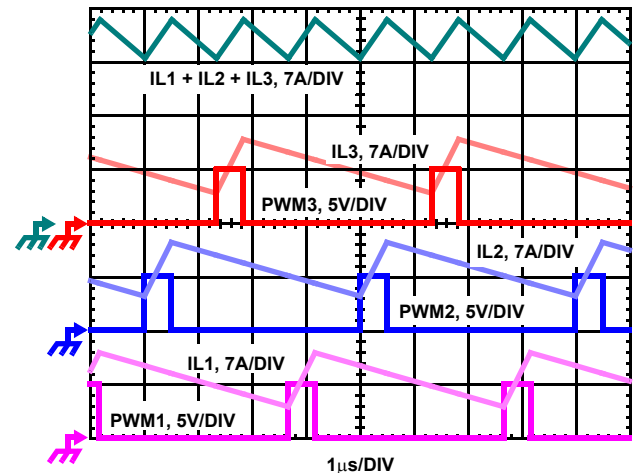 IL1 + IL2 + IL3, 7A/DIV
IL3, 7A/DIV
PWM3, 5V/DIV
IL2, 7A/DIV
PWM2, 5V/DIV
IL1, 7A/DIV
PWM1, 5V/DIV
1μs/DIV